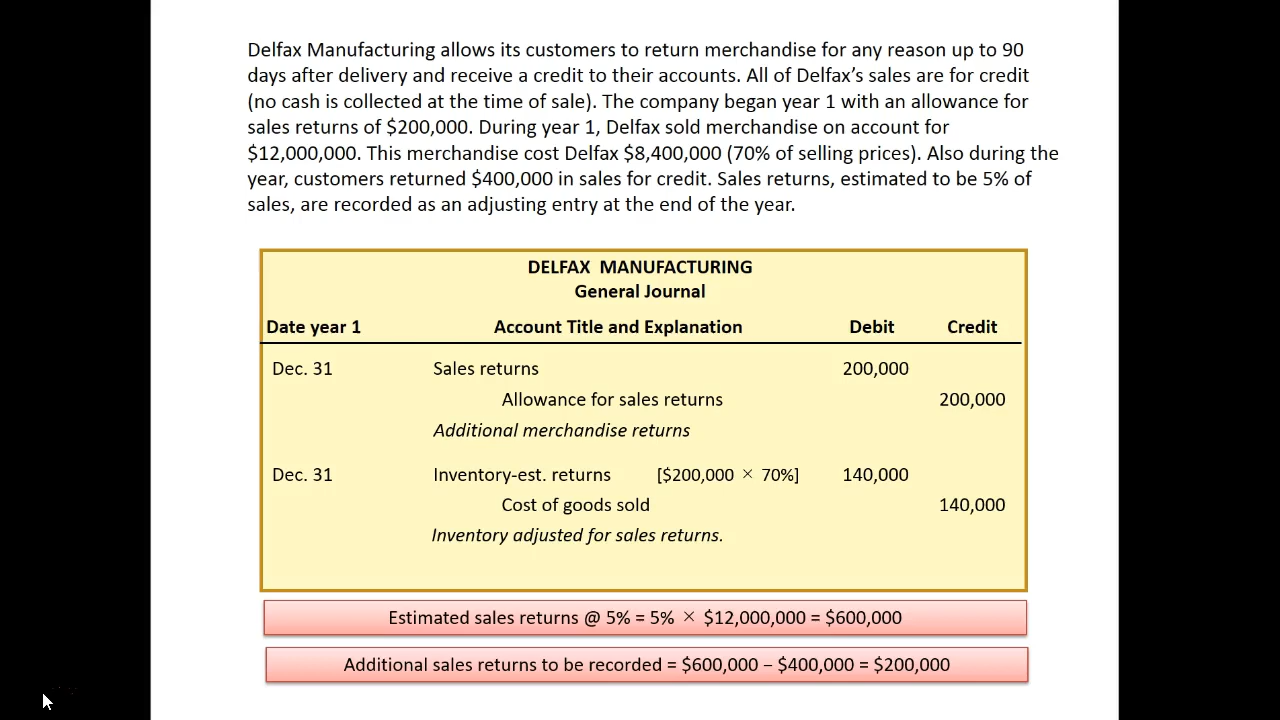 Delfax Manufacturing allows its customers to return merchandise for any reason up to 90
days after delivery and receive a credit to their accounts. All of Delfax’s sales are for credit
(no cash is collected at the time of sale). The company began year 1 with an allowance for
sales returns of $200,000. During year 1, Delfax sold merchandise on account for
$12,000,000. This merchandise cost Delfax $8,400,000 (70% of selling prices). Also during the
year, customers returned $400,000 in sales for credit. Sales returns, estimated to be 5% of
sales, are recorded as an adjusting entry at the end of the year.
DELFAX MANUFACTURING
General Journal
Date year 1 Account Title and Explanation Debit Credit
Dec. 31 Sales returns 200,000
Allowance for sales returns 200,000
Additional merchandise returns
Dec. 31 Inventory-est. returns [$200,000 × 70%] 140,000
Cost of goods sold 140,000
Inventory adjusted for sales returns.
Estimated sales returns @ 5% = 5% × $12,000,000 = $600,000
Additional sales returns to be recorded = $600,000 – $400,000 = $200,000